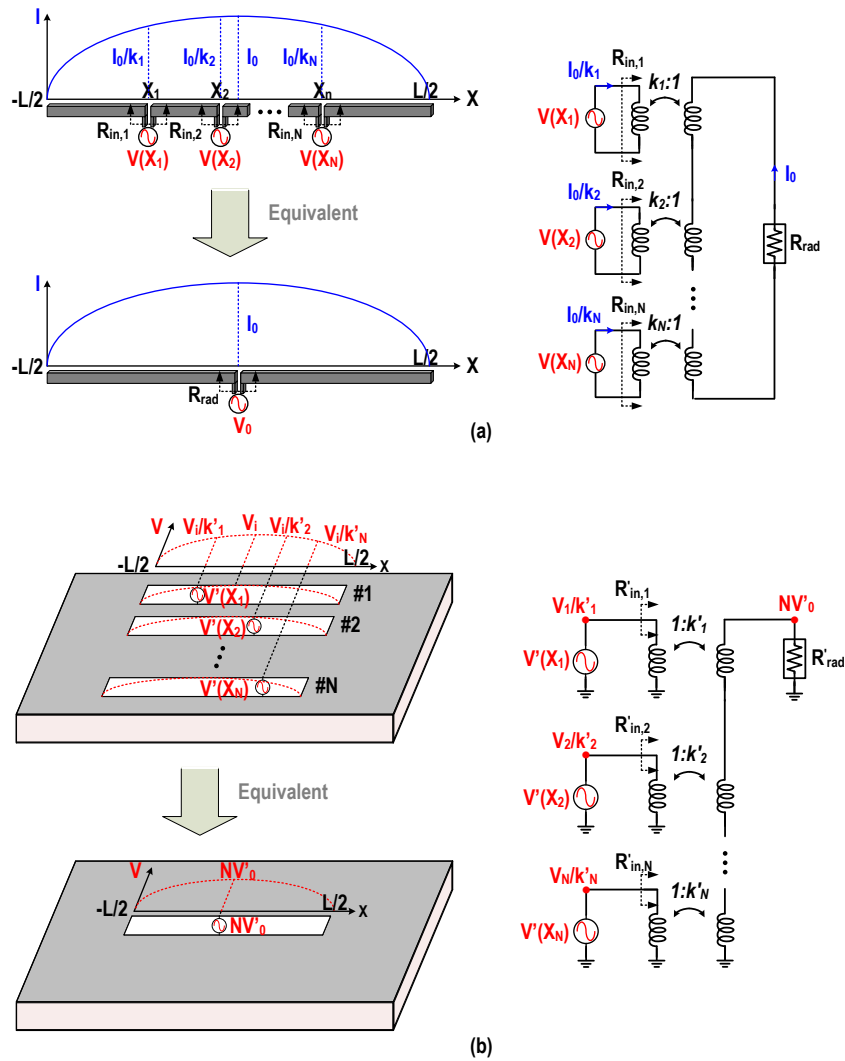 I
I₀/k₁
I₀/k₂
I₀
I₀/kN
-L/2
X₁
X₂
Xn
L/2
X
Rin,1
Rin,2
Rin,N
V(X₁)
V(X₂)
V(XN)
Equivalent
I
I₀
-L/2
L/2
X
Rrad
V₀
I₀/k₁
Rin,1
k₁:1
V(X₁)
I₀/k₂
Rin,2
k₂:1
V(X₂)
I₀/kN
Rin,N
kN:1
V(XN)
I₀
Rrad
(a)
V
Vi/k'₁
Vi
Vi/k'₂
Vi/k'N
-L/2
L/2
X
V'(X₁)
#1
V'(X₂)
#2
V'(XN)
#N
Equivalent
V
NV'₀
-L/2
L/2
X
NV'₀
V₁/k'₁
R'in,1
1:k'₁
NV'₀
V'(X₁)
R'rad
V₂/k'₂
R'in,2
1:k'₂
V'(X₂)
VN/k'N
R'in,N
1:k'N
V'(XN)
(b)